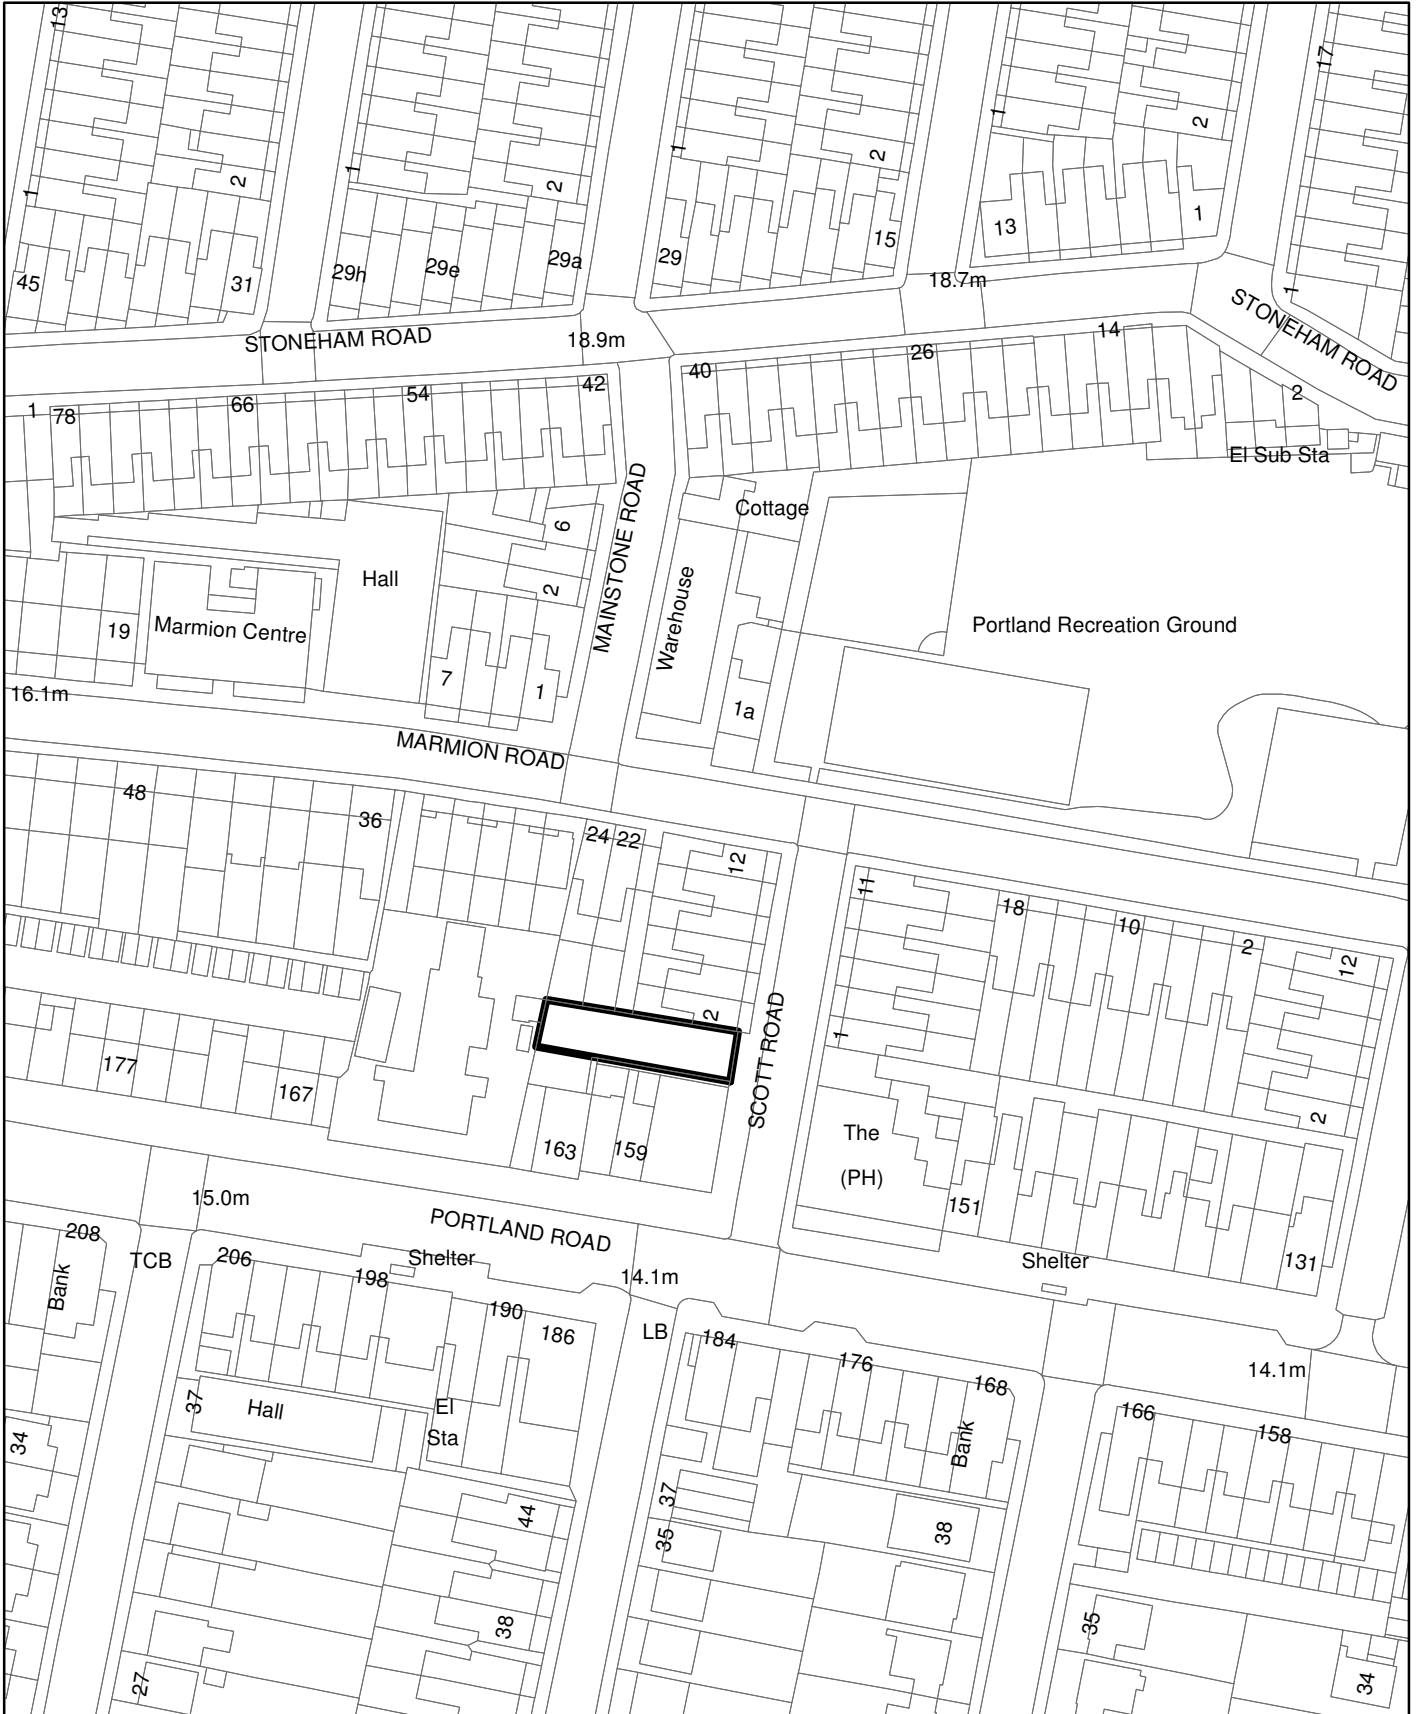 13
17
1
2
1
2
1
2
1
2
1
45
31
29h
29e
29a
29
15
13
1
18.7m
1
STONEHAM ROAD
STONEHAM ROAD
18.9m
1
78
66
54
42
40
26
14
2
El Sub Sta
Cottage
MAINSTONE ROAD
Hall
6
2
Warehouse
Portland Recreation Ground
19
Marmion Centre
7
1
1a
16.1m
MARMION ROAD
48
36
24
22
12
11
18
10
2
12
2
SCOTT ROAD
1
177
167
163
159
The
(PH)
151
2
131
15.0m
PORTLAND ROAD
208
TCB
206
Shelter
198
190
186
14.1m
Shelter
Bank
LB
184
176
168
14.1m
166
158
37
Hall
El
Sta
Bank
34
44
37
35
38
38
35
27
34